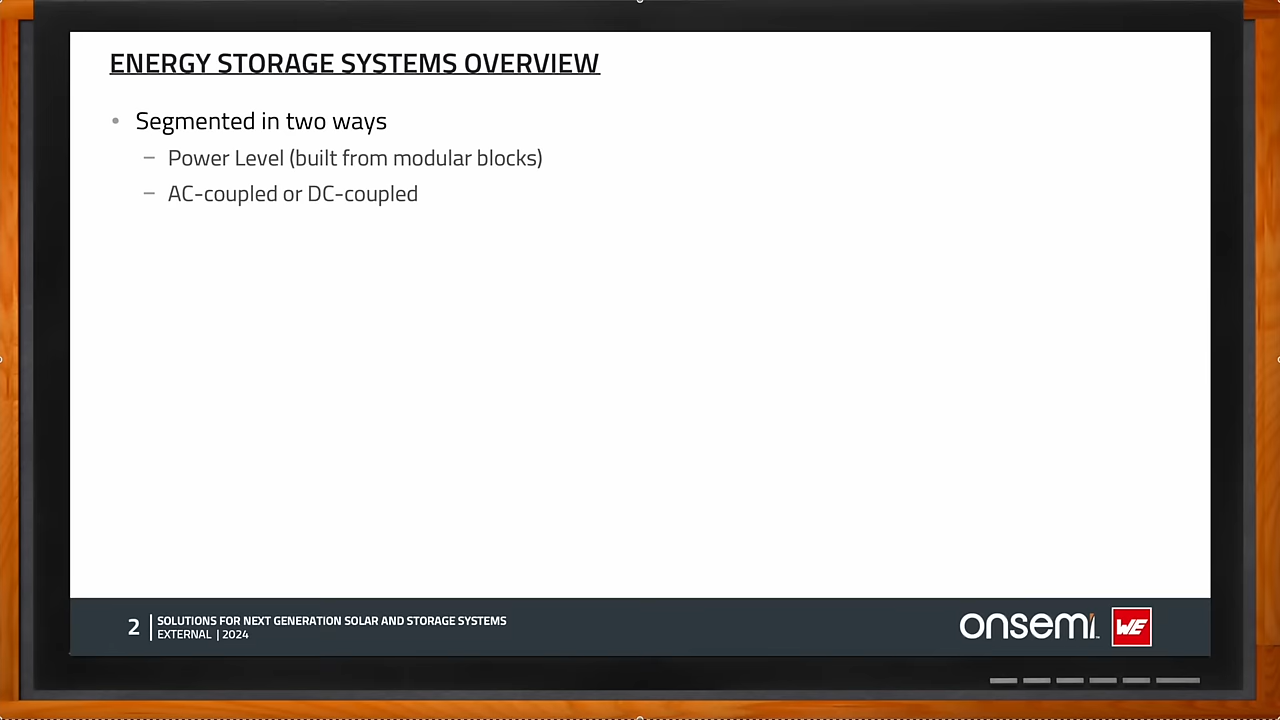 ENERGY STORAGE SYSTEMS OVERVIEW
• Segmented in two ways
– Power Level (built from modular blocks)
– AC-coupled or DC-coupled
2
SOLUTIONS FOR NEXT GENERATION SOLAR AND STORAGE SYSTEMS
EXTERNAL | 2024
onsemi
WE